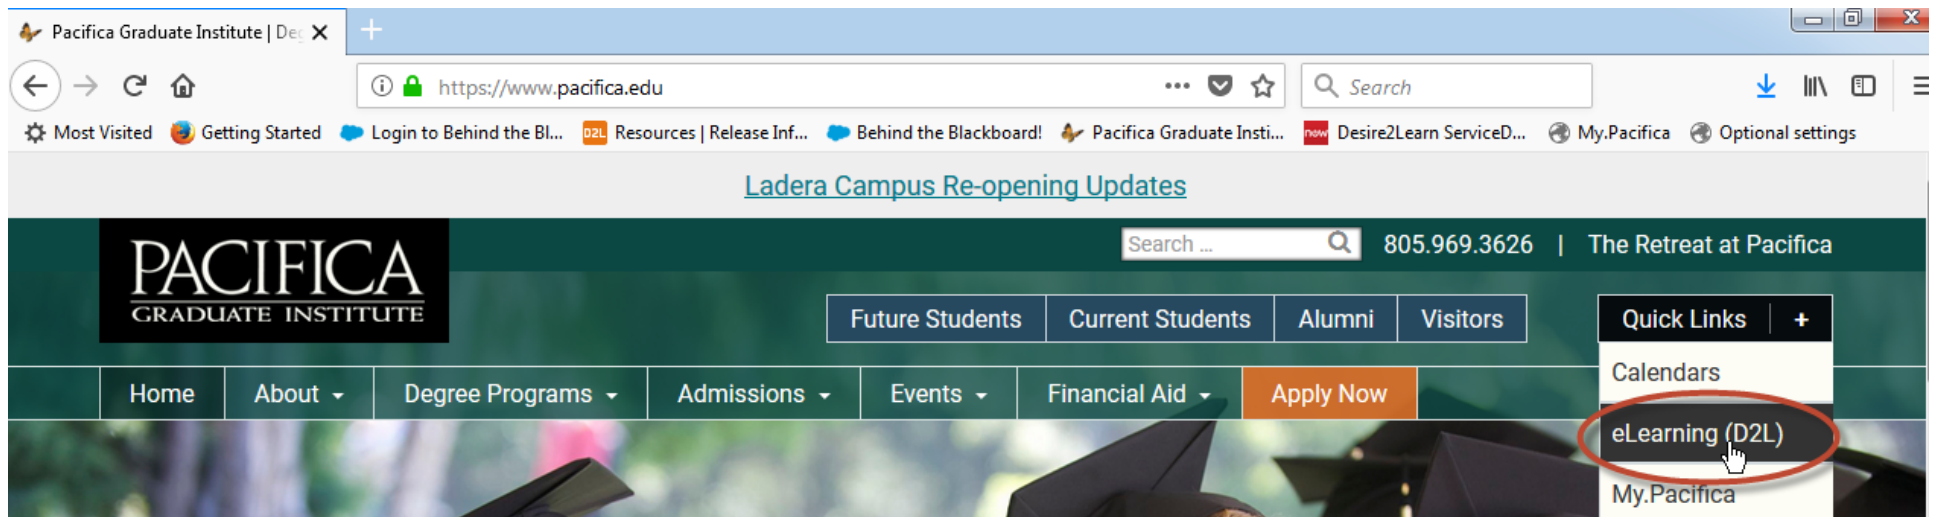 Pacifica Graduate Institute | Deg
https://www.pacifica.edu
Search
Most Visited Getting Started Login to Behind the Bl... D2L Resources | Release Inf... Behind the Blackboard! Pacifica Graduate Insti... now Desire2Learn ServiceD... My.Pacifica Optional settings
Ladera Campus Re-opening Updates
PACIFICA
GRADUATE INSTITUTE
Search ... 805.969.3626 | The Retreat at Pacifica
Future Students Current Students Alumni Visitors Quick Links +
Calendars
Home About Degree Programs Admissions Events Financial Aid Apply Now
eLearning (D2L)
My.Pacifica